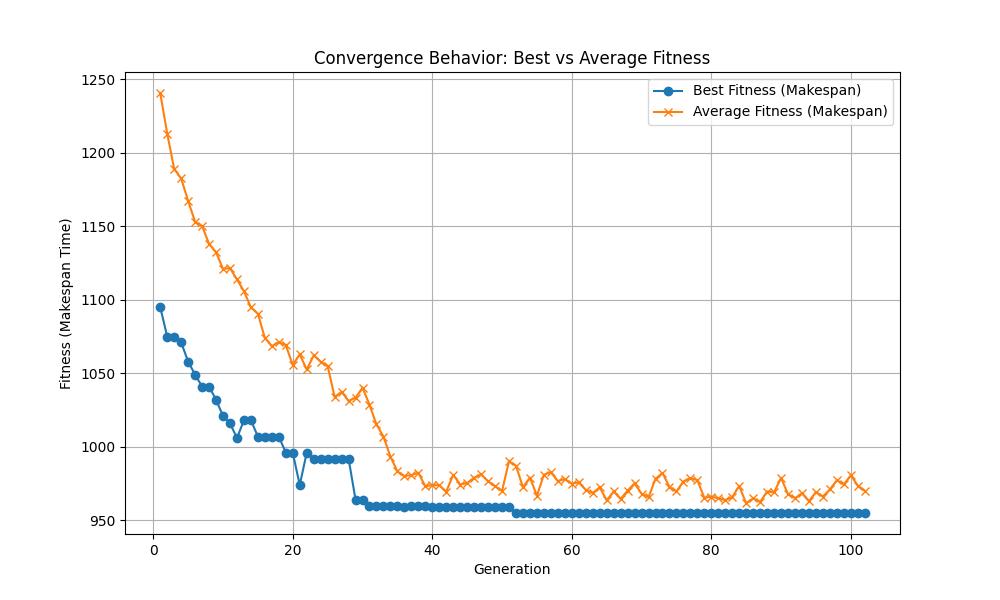 Convergence Behavior: Best vs Average Fitness
Best Fitness (Makespan)
Average Fitness (Makespan)
Fitness (Makespan Time)
1250
1200
1150
1100
1050
1000
950
0 20 40 60 80 100
Generation